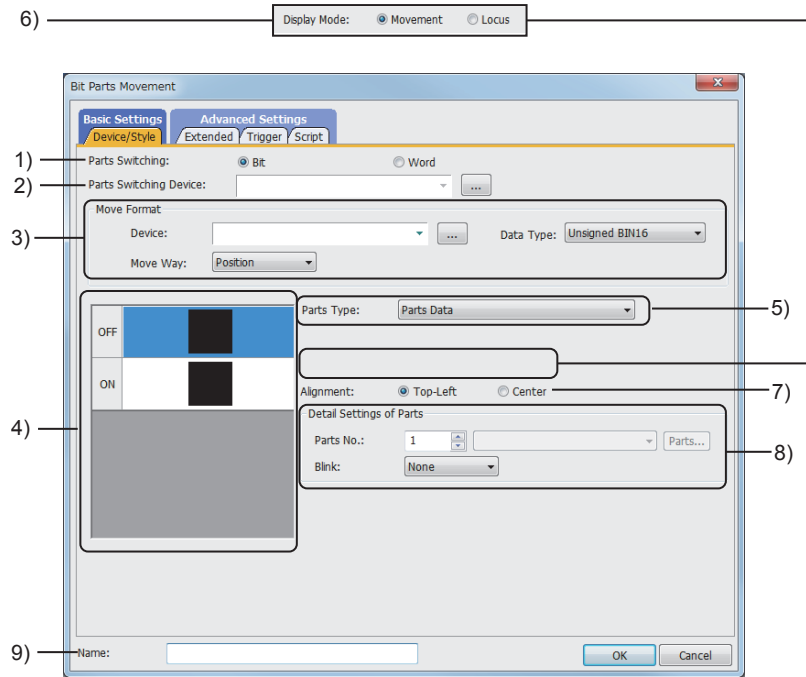 6) Display Mode: Movement Locus
Bit Parts Movement
Basic Settings Advanced Settings
Device/Style Extended Trigger Script
1) Parts Switching: Bit Word
2) Parts Switching Device: ...
Move Format
3) Device: ... Data Type: Unsigned BIN16
Move Way: Position
Parts Type: Parts Data 5)
OFF
ON
Alignment: Top-Left Center 7)
4) Detail Settings of Parts
Parts No.: 1 Parts... 8)
Blink: None
9) Name: OK Cancel